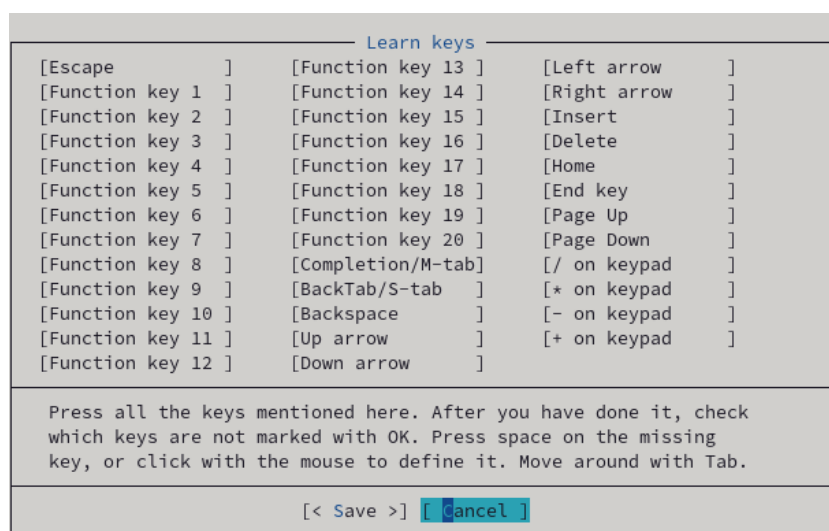 Learn keys
[Escape           ]      [Function key 13 ]      [Left arrow       ]
[Function key 1  ]      [Function key 14 ]      [Right arrow      ]
[Function key 2  ]      [Function key 15 ]      [Insert           ]
[Function key 3  ]      [Function key 16 ]      [Delete           ]
[Function key 4  ]      [Function key 17 ]      [Home             ]
[Function key 5  ]      [Function key 18 ]      [End key          ]
[Function key 6  ]      [Function key 19 ]      [Page Up          ]
[Function key 7  ]      [Function key 20 ]      [Page Down        ]
[Function key 8  ]      [Completion/M-tab]      [/ on keypad      ]
[Function key 9  ]      [BackTab/S-tab   ]      [* on keypad      ]
[Function key 10 ]      [Backspace       ]      [- on keypad      ]
[Function key 11 ]      [Up arrow        ]      [+ on keypad      ]
[Function key 12 ]      [Down arrow      ]
Press all the keys mentioned here. After you have done it, check
which keys are not marked with OK. Press space on the missing
key, or click with the mouse to define it. Move around with Tab.
[< Save >] [ Cancel ]